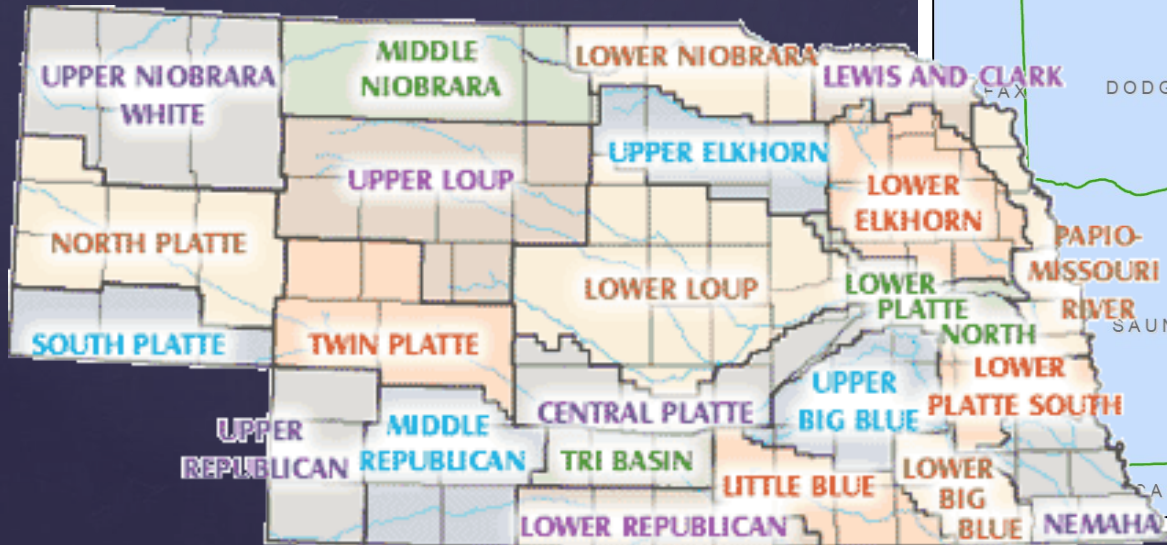 MIDDLE
NIOBRARA
LOWER NIOBRARA
UPPER NIOBRARA
WHITE
LEWIS AND CLARK
FAX
DODG
UPPER ELKHORN
UPPER LOUP
LOWER
ELKHORN
NORTH PLATTE
PAPIO-
MISSOURI
RIVER
LOWER LOUP
LOWER
PLATTE
NORTH
SAUN
SOUTH PLATTE
TWIN PLATTE
LOWER
PLATTE SOUTH
UPPER
BIG BLUE
CENTRAL PLATTE
UPPER
REPUBLICAN
MIDDLE
REPUBLICAN
TRI BASIN
LITTLE BLUE
LOWER
BIG
BLUE
LOWER REPUBLICAN
NEMAHA
CA